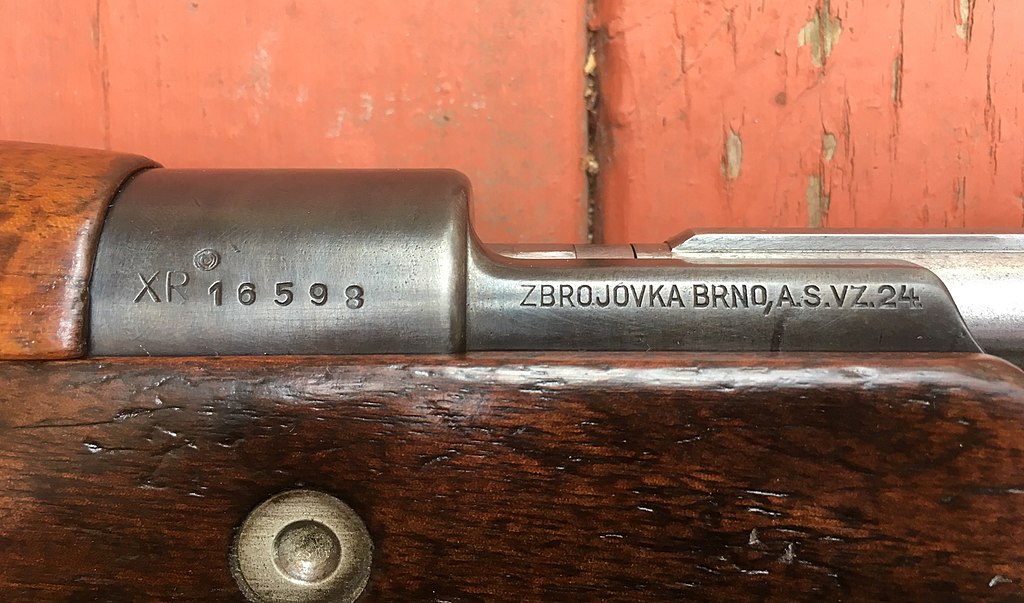 XR 16598
ZBROJOVKA BRNO, A.S. VZ. 24.